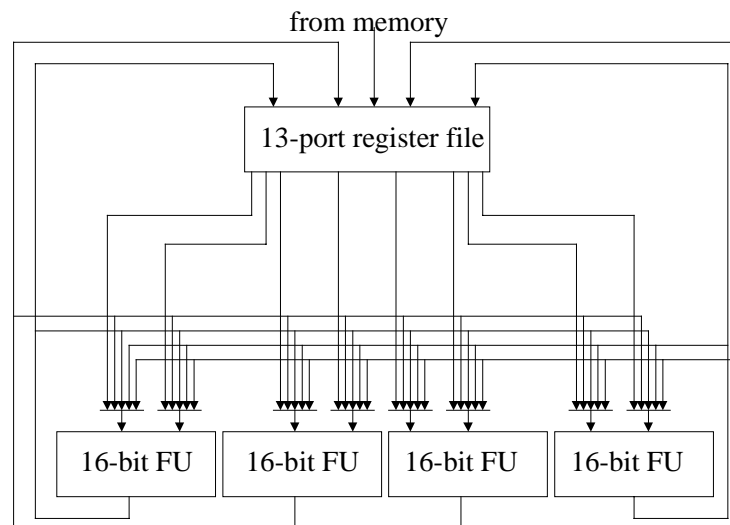 from memory
13-port register file
16-bit FU 16-bit FU 16-bit FU 16-bit FU